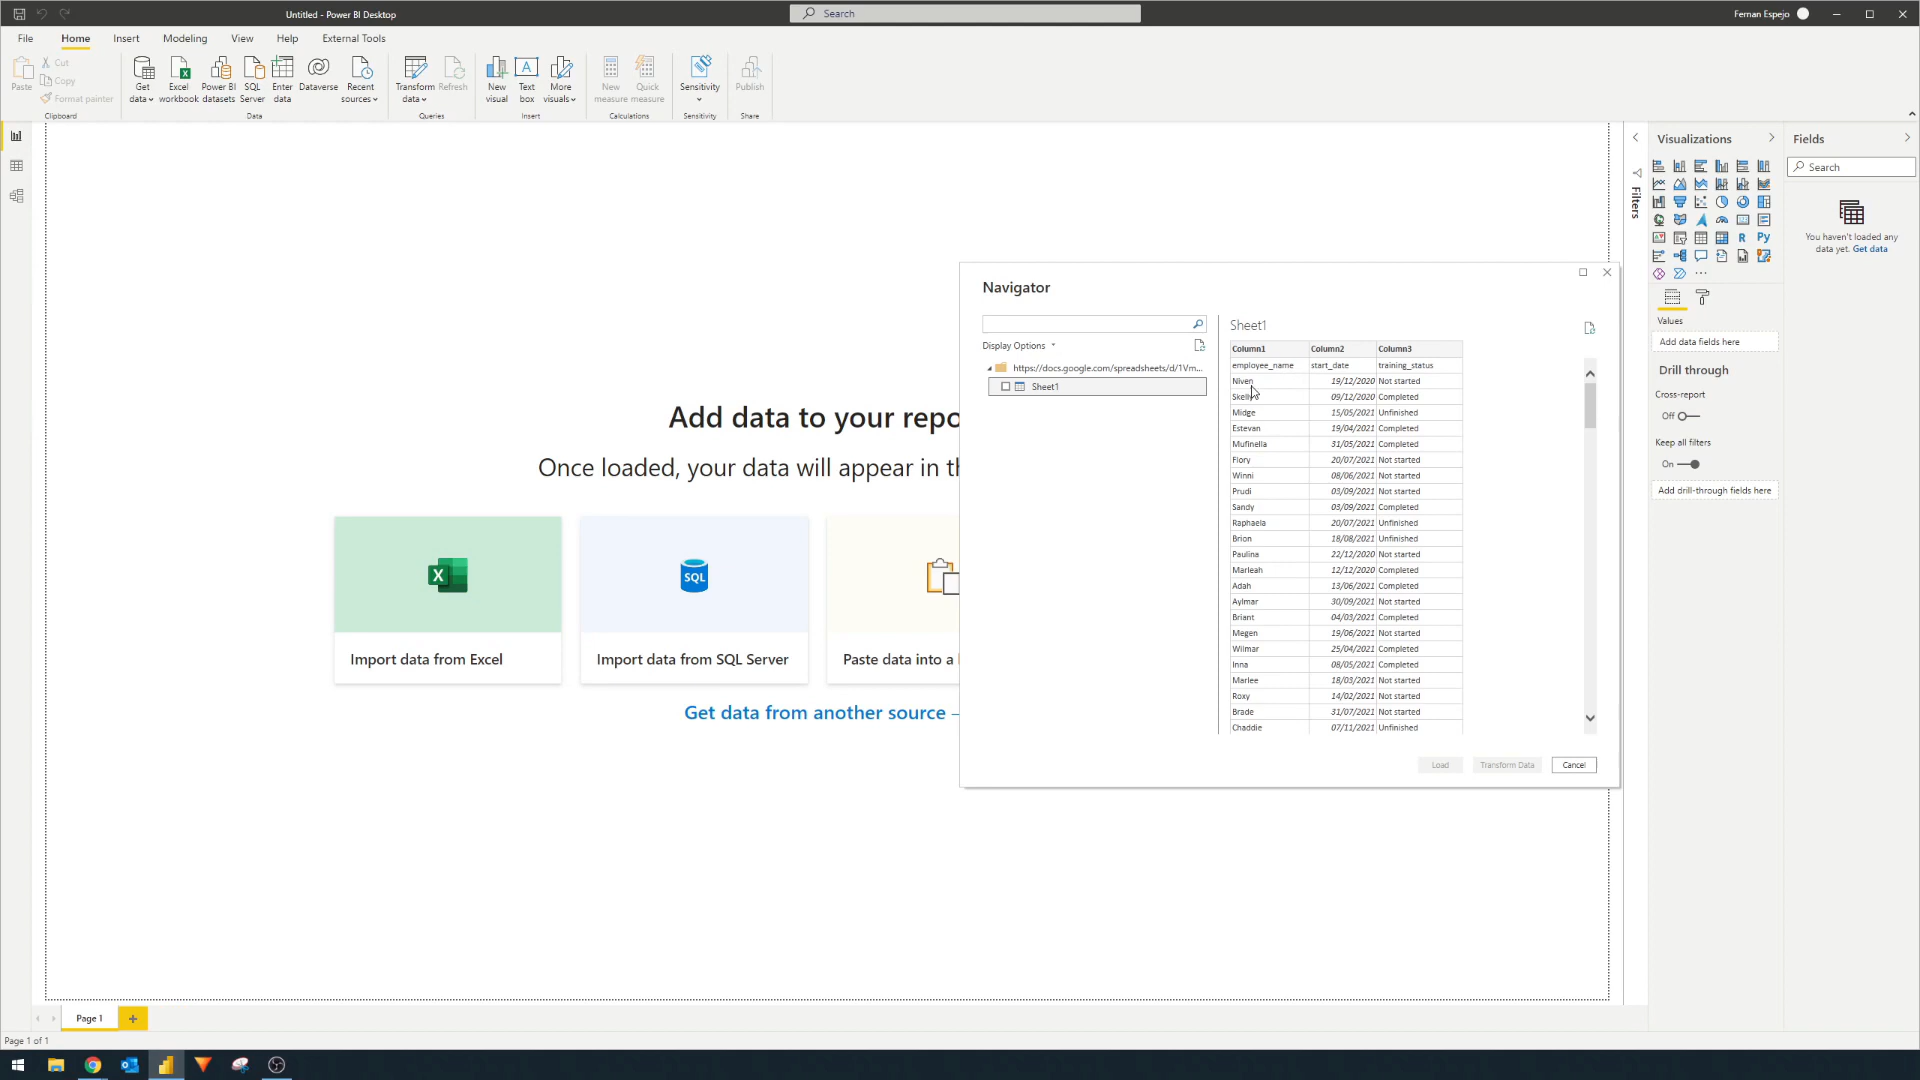 Untitled - Power BI Desktop
Search
Fernan Espejo
File Home Insert Modeling View Help External Tools
Paste
Cut
Copy
Format painter
Clipboard
Get data
Excel workbook
Power BI datasets
SQL Server
Enter data
Dataverse
Recent sources
Data
Transform data
Refresh
Queries
New visual
Text box
More visuals
Insert
New measure
Quick measure
Calculations
Sensitivity
Sensitivity
Publish
Share
Add data to your repo
Once loaded, your data will appear in th
Import data from Excel
SQL
Import data from SQL Server
Paste data into a
Get data from another source
Navigator
Display Options
https://docs.google.com/spreadsheets/d/1Vm...
Sheet1
Sheet1
Column1 Column2 Column3
employee_name start_date training_status
Niven 19/12/2020 Not started
09/12/2020 Completed
Midge 15/05/2021 Unfinished
Estevan 19/04/2021 Completed
Mufinella 31/05/2021 Completed
Flory 20/07/2021 Not started
Winni 08/06/2021 Not started
Prudi 03/09/2021 Not started
Sandy 03/09/2021 Completed
Raphaela 20/07/2021 Unfinished
Brion 18/08/2021 Unfinished
Paulina 22/12/2020 Not started
Marleah 12/12/2020 Completed
Adah 13/06/2021 Completed
Aylmar 30/09/2021 Not started
Briant 04/03/2021 Completed
Megen 19/06/2021 Not started
Wilmar 25/04/2021 Completed
Inna 08/05/2021 Completed
Marlee 18/03/2021 Not started
Roxy 14/02/2021 Not started
Brade 31/07/2021 Not started
Chaddie 07/11/2021 Unfinished
Load Transform Data Cancel
Filters
Visualizations
R Py
Values
Add data fields here
Drill through
Cross-report
Off
Keep all filters
On
Add drill-through fields here
Fields
Search
You haven't loaded any
data yet. Get data
Page 1
Page 1 of 1